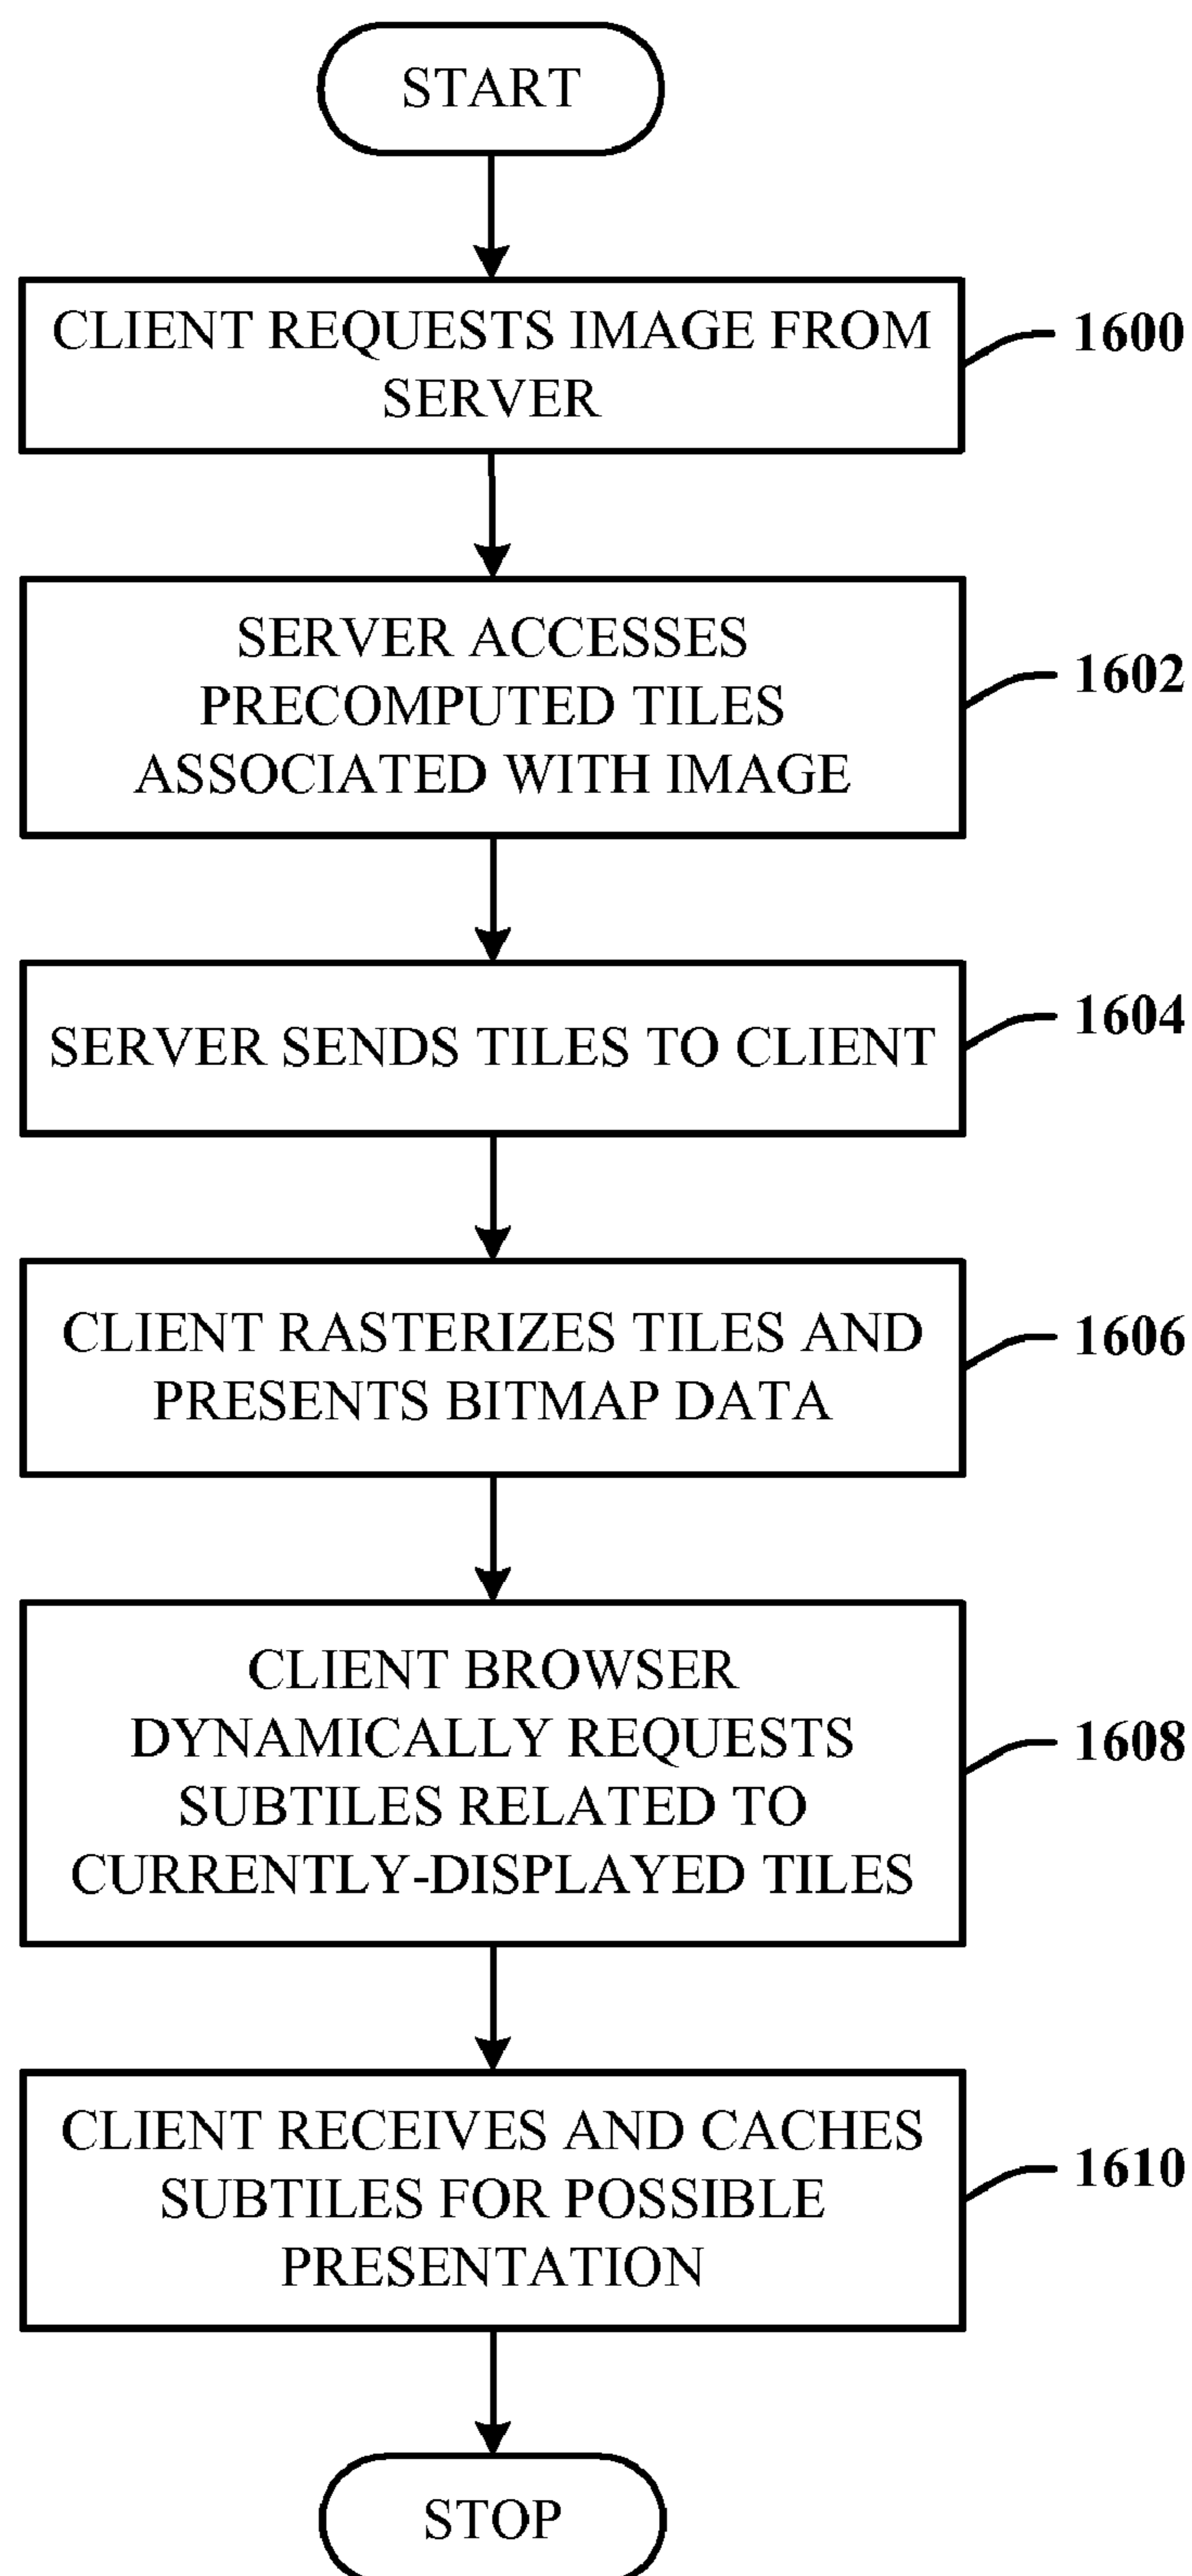 START
CLIENT REQUESTS IMAGE FROM
SERVER
1600
SERVER ACCESSES
PRECOMPUTED TILES
ASSOCIATED WITH IMAGE
1602
SERVER SENDS TILES TO CLIENT
1604
CLIENT RASTERIZES TILES AND
PRESENTS BITMAP DATA
1606
CLIENT BROWSER
DYNAMICALLY REQUESTS
SUBTILES RELATED TO
CURRENTLY-DISPLAYED TILES
1608
CLIENT RECEIVES AND CACHES
SUBTILES FOR POSSIBLE
PRESENTATION
1610
STOP